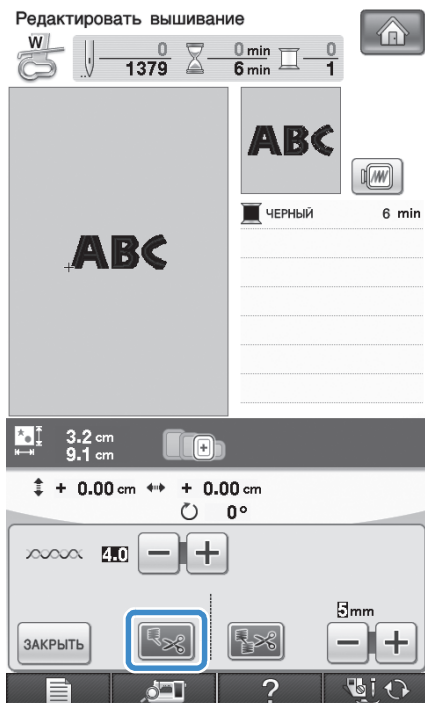 Редактировать вышивание
W
0 0 min 0
1379 6 min 1
ABC
ABC
ЧЕРНЫЙ 6 min
3.2 cm
9.1 cm
+ 0.00 cm + 0.00 cm
0°
4.0
5mm
ЗАКРЫТЬ
?